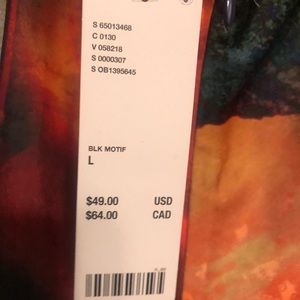 S 65013468
C 0130
V 058218
S 0000307
S OB1395645
BLK MOTIF
L
$49.00 USD
$64.00 CAD